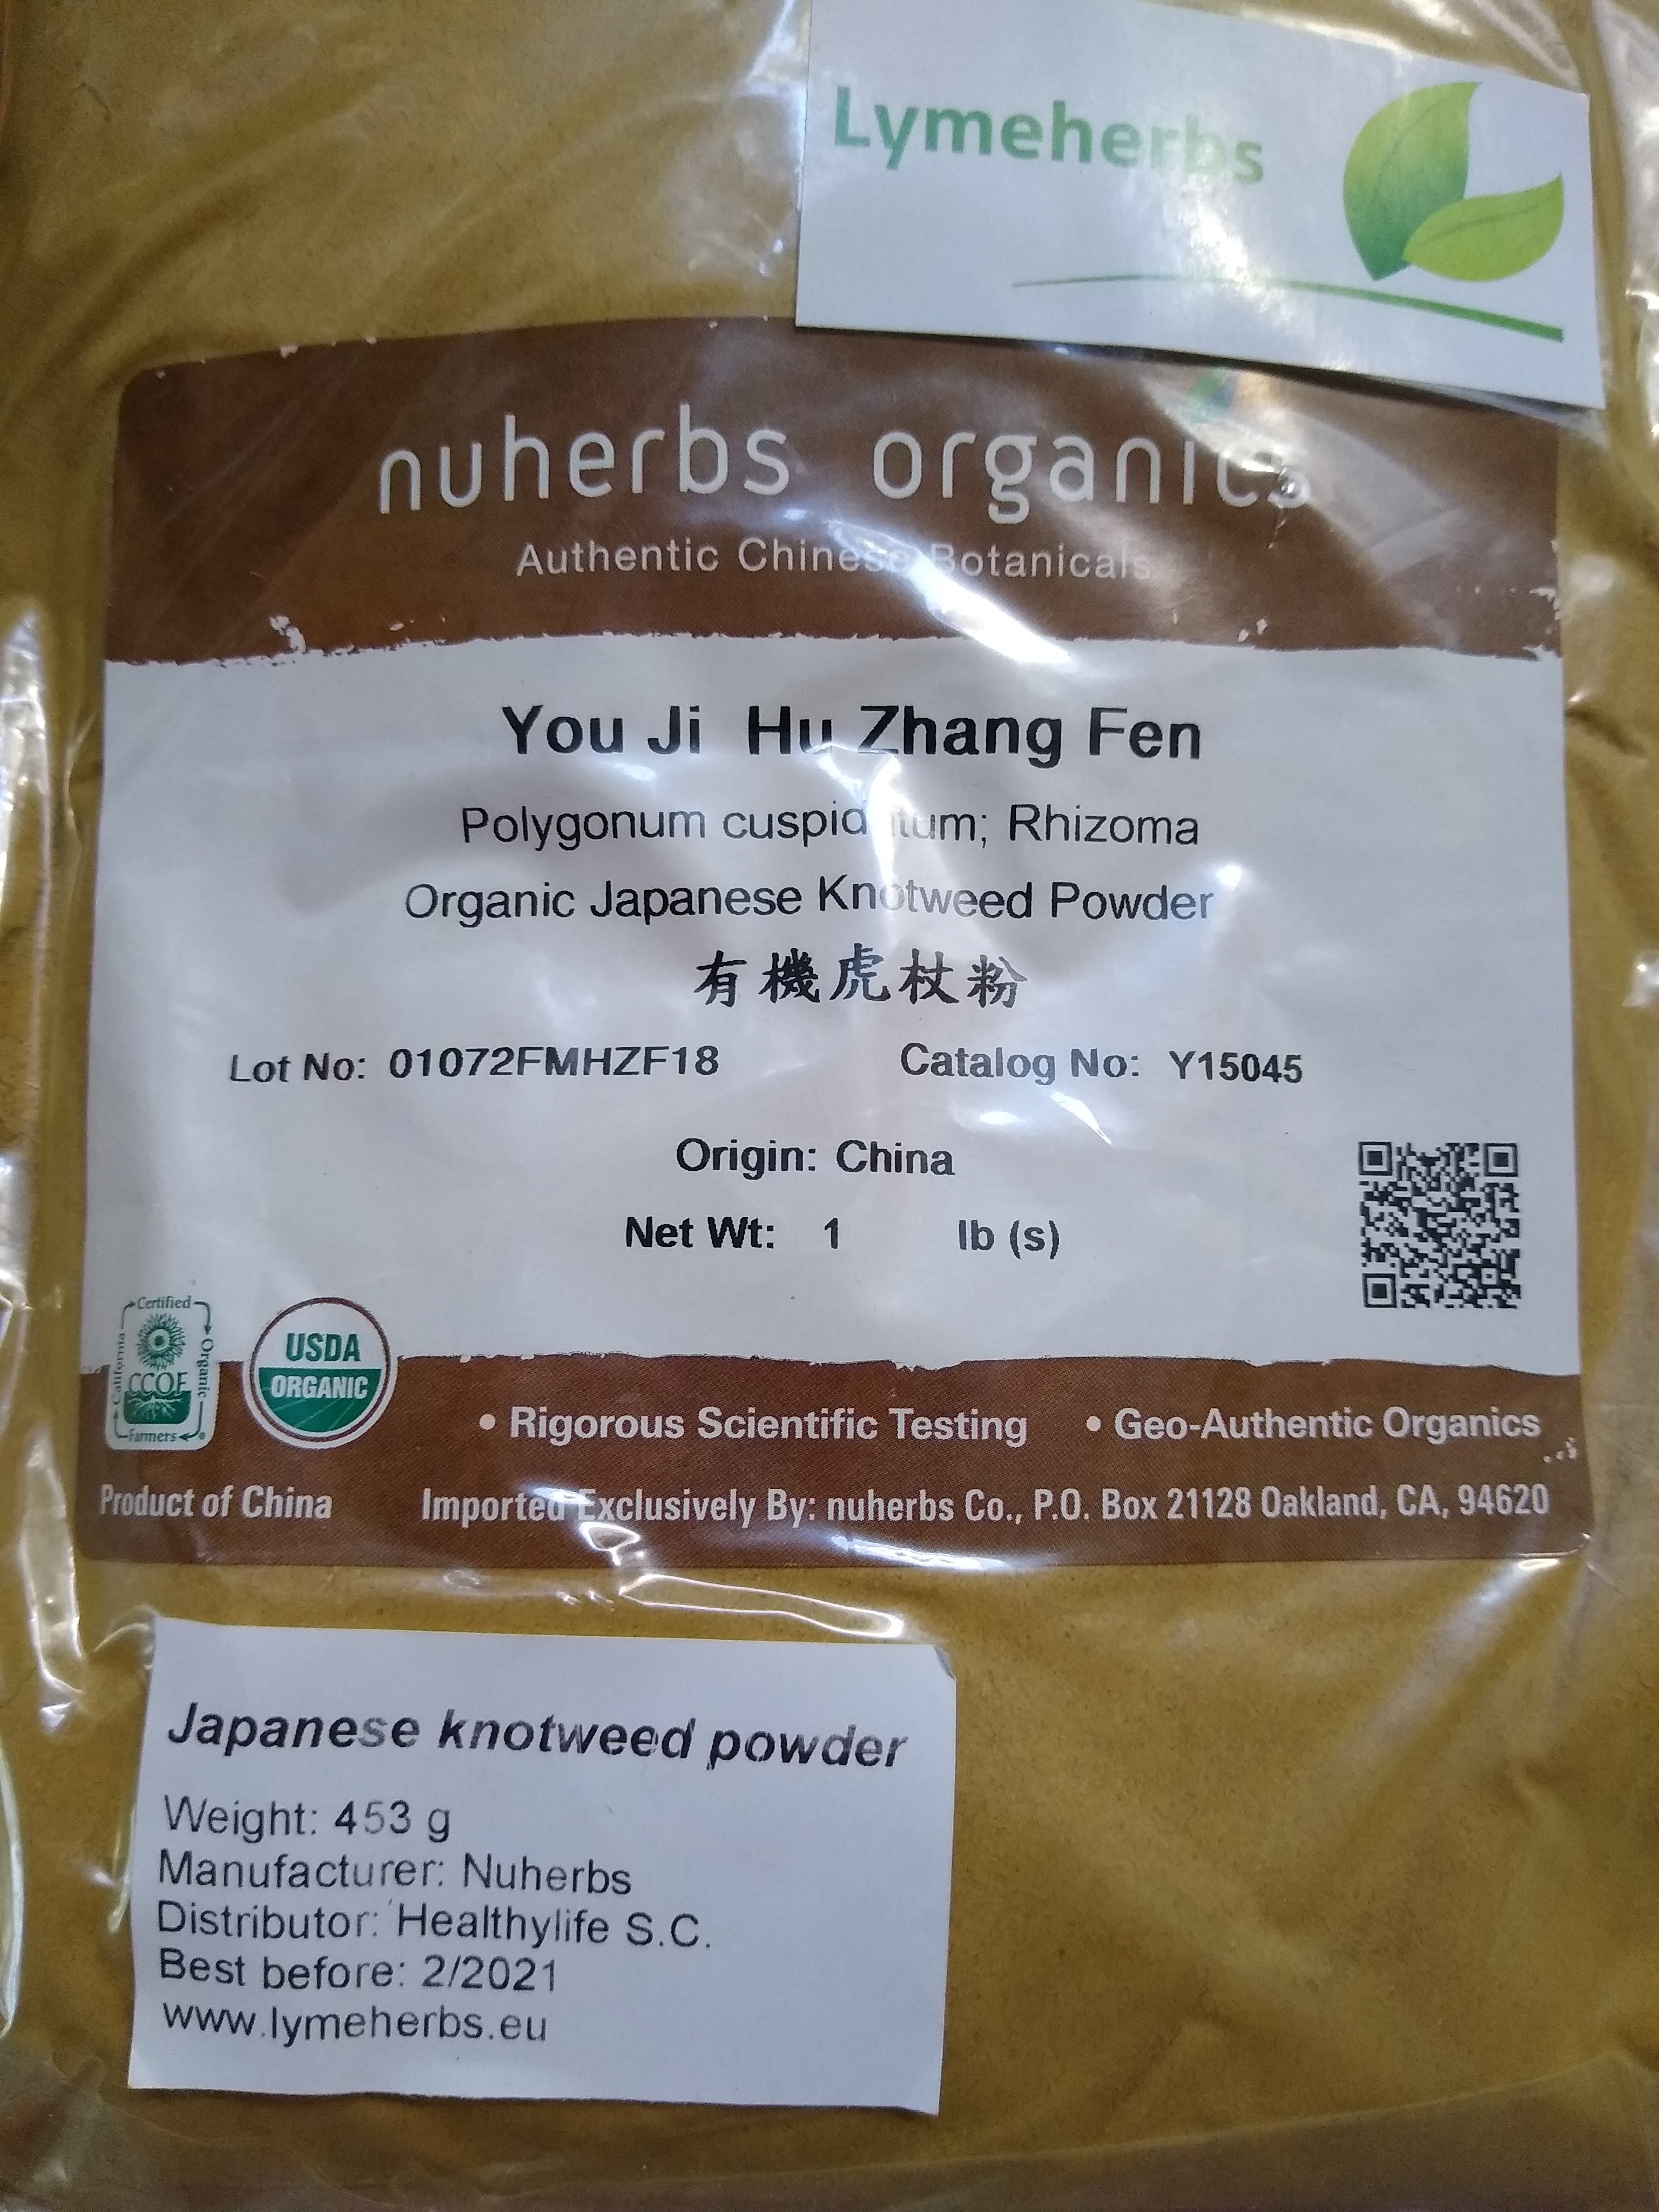 Lymeherbs
nuherbs organics
Authentic Chinese Botanicals
You Ji Hu Zhang Fen
Polygonum cuspidatum; Rhizoma
Organic Japanese Knotweed Powder
有機虎杖粉
Lot No: 01072FMHZF18 Catalog No: Y15045
Origin: China
Net Wt: 1 lb (s)
Certified
California
Organic
CCOF
Farmers
USDA
ORGANIC
• Rigorous Scientific Testing • Geo-Authentic Organics
Product of China Imported Exclusively By: nuherbs Co., P.O. Box 21128 Oakland, CA, 94620
Japanese knotweed powder
Weight: 453 g
Manufacturer: Nuherbs
Distributor: Healthylife S.C.
Best before: 2/2021
www.lymeherbs.eu